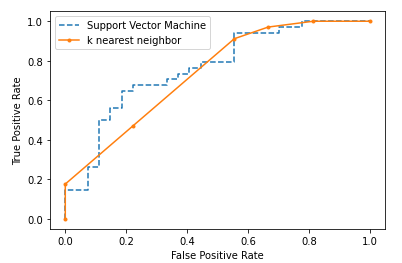 1.0
0.8
0.6
0.4
0.2
0.0
True Positive Rate
Support Vector Machine
k nearest neighbor
0.0 0.2 0.4 0.6 0.8 1.0
False Positive Rate